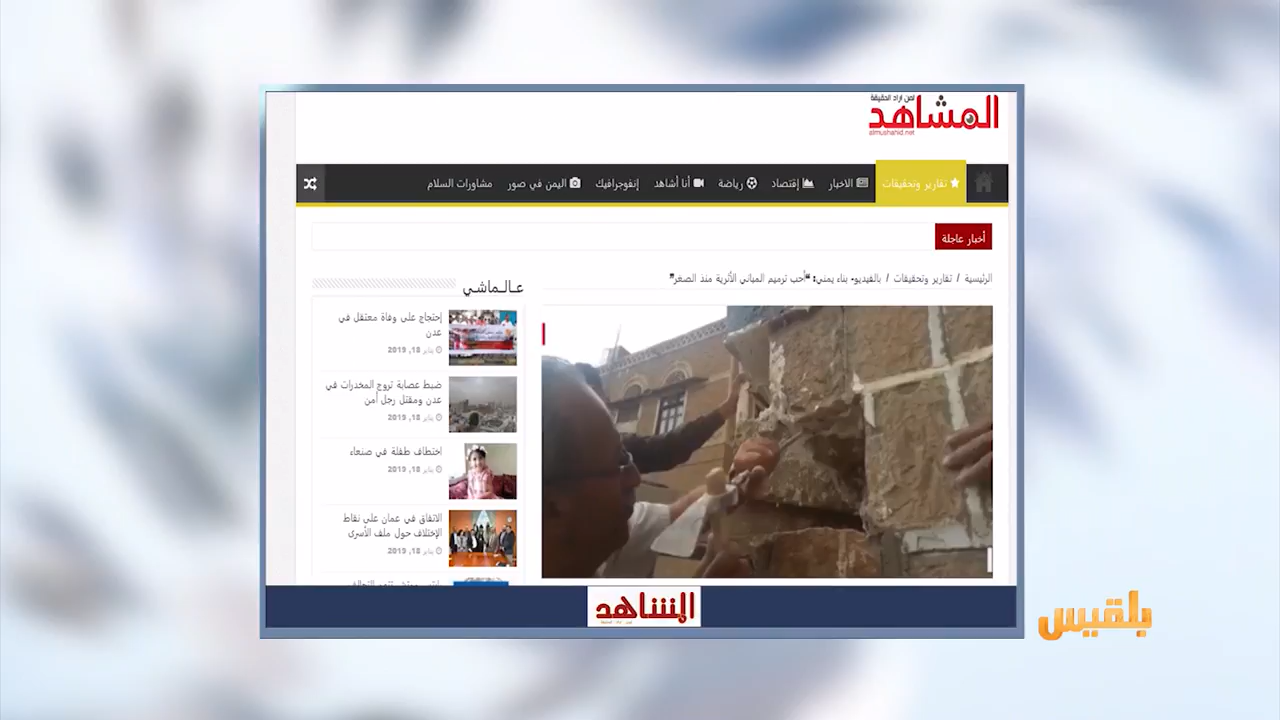 لمن اراد الحقيقة
المشاهد
almushahid.net
تقارير وتحقيقات
الاخبار
إقتصاد
رياضة
أنا أشاهد
إنفوجرافيك
اليمن في صور
مشاورات السلام
أخبار عاجلة
الرئيسية / تقارير وتحقيقات / بالفيديو- بناء يمني: “أحب ترميم المباني الأثرية منذ الصغر”
عـالـماشي
إحتجاج على وفاة معتقل في
عدن
يناير 18, 2019
ضبط عصابة تروج المخدرات في
عدن ومقتل رجل أمن
يناير 18, 2019
اختطاف طفلة في صنعاء
يناير 18, 2019
الاتفاق في عمان على نقاط
الإختلاف حول ملف الأسرى
يناير 18, 2019
المشاهد
بلقيس